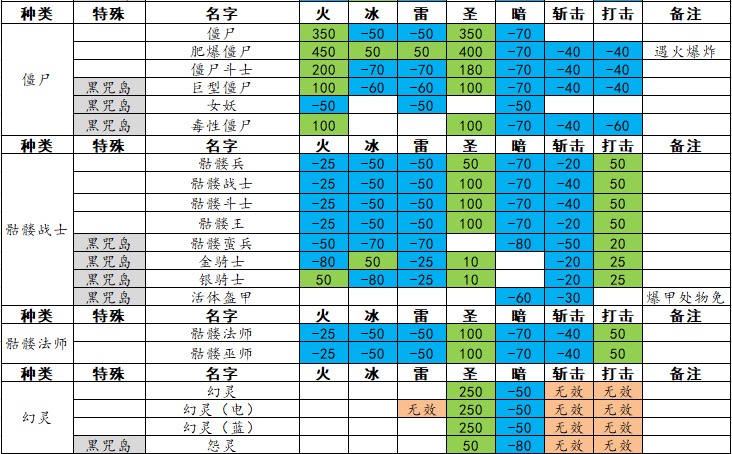 种类 特殊 名字 火 冰 雷 圣 暗 斩击 打击 备注
僵尸 僵尸 350 -50 -50 350 -70
肥爆僵尸 450 50 50 400 -70 -40 -40 遇火爆炸
僵尸斗士 200 -70 -70 180 -70 -40 -40
黑咒岛 巨型僵尸 100 -60 -60 100 -70 -40 -40
黑咒岛 女妖 -50 -50 -50
黑咒岛 毒性僵尸 100 100 -70 -40 -60
种类 特殊 名字 火 冰 雷 圣 暗 斩击 打击 备注
骷髅战士 骷髅兵 -25 -50 -50 50 -70 -20 50
骷髅战士 -25 -50 -50 100 -70 -40 50
骷髅斗士 -25 -50 -50 100 -70 -40 50
骷髅王 -25 -50 -50 100 -70 -20 50
黑咒岛 骷髅蛮兵 -50 -70 -70 -80 -50 20
黑咒岛 金骑士 -80 50 -25 10 -20 25
黑咒岛 银骑士 50 -80 -25 10 -20 25
黑咒岛 活体盔甲 -60 -30 爆甲处物免
种类 特殊 名字 火 冰 雷 圣 暗 斩击 打击 备注
骷髅法师 骷髅法师 -25 -50 -50 100 -70 -40 50
骷髅巫师 -25 -50 -50 100 -70 -40 50
种类 特殊 名字 火 冰 雷 圣 暗 斩击 打击 备注
幻灵 幻灵 250 -50 无效 无效
幻灵（电） 无效 250 -50 无效 无效
幻灵（蓝） 250 -50 无效 无效
黑咒岛 怨灵 50 -80 无效 无效